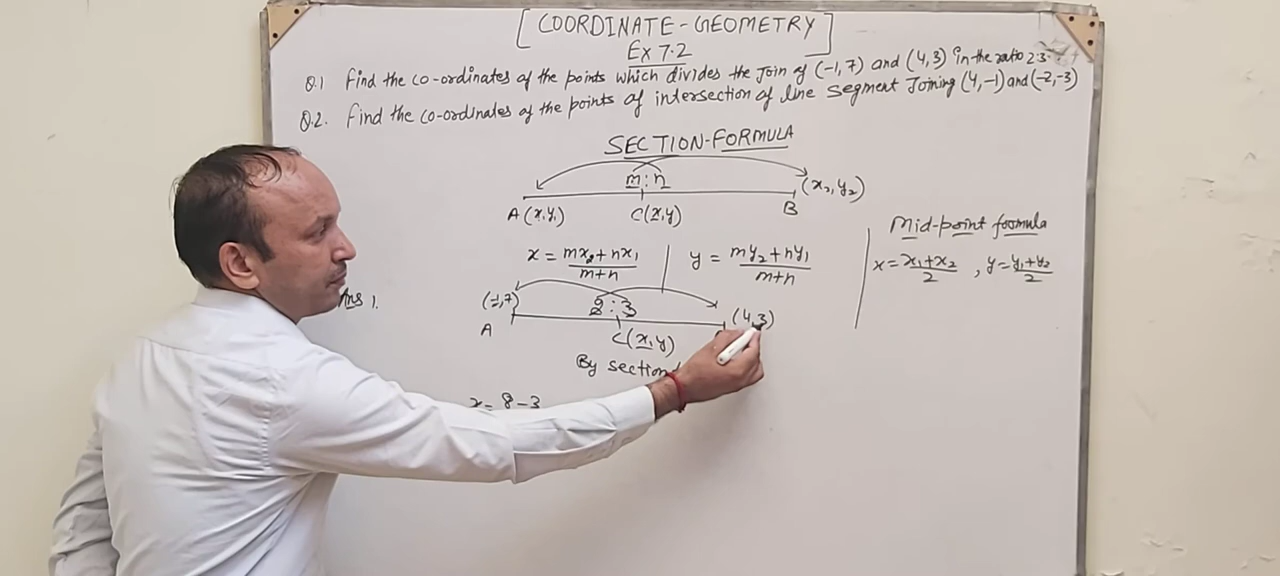 [COORDINATE-GEOMETRY]
Ex 7.2
Q.1 Find the co-ordinates of the points which divides the Join of (-1,7) and (4,3) in the ratio 2:3.
Q.2. Find the co-ordinates of the points of intersection of line segment Joining (4,-1) and (-2,-3)
SECTION-FORMULA
m:n
(x₂,y₂)
A(x,y₁) C(x,y) B
x = mx₂+nx₁/m+n y = my₂+ny₁/m+n
Mid-point formula
x = x₁+x₂/2 , y = y₁+y₂/2
Ans 1.
(-1,7) 2:3 (4,3)
A C(x,y)
By section
x = 8-3